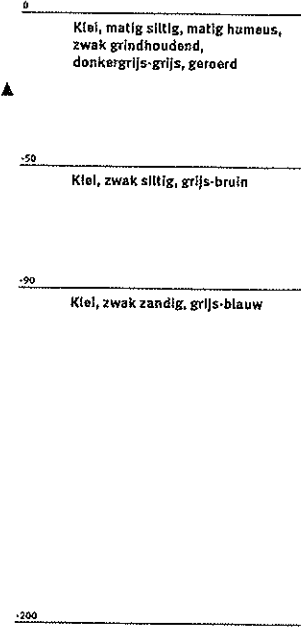 0
Klei, matig siltig, matig humeus,
zwak grindhoudend,
donkergrijs-grijs, geroerd
-50
Klei, zwak siltig, grijs-bruin
-90
Klei, zwak zandig, grijs-blauw
-200